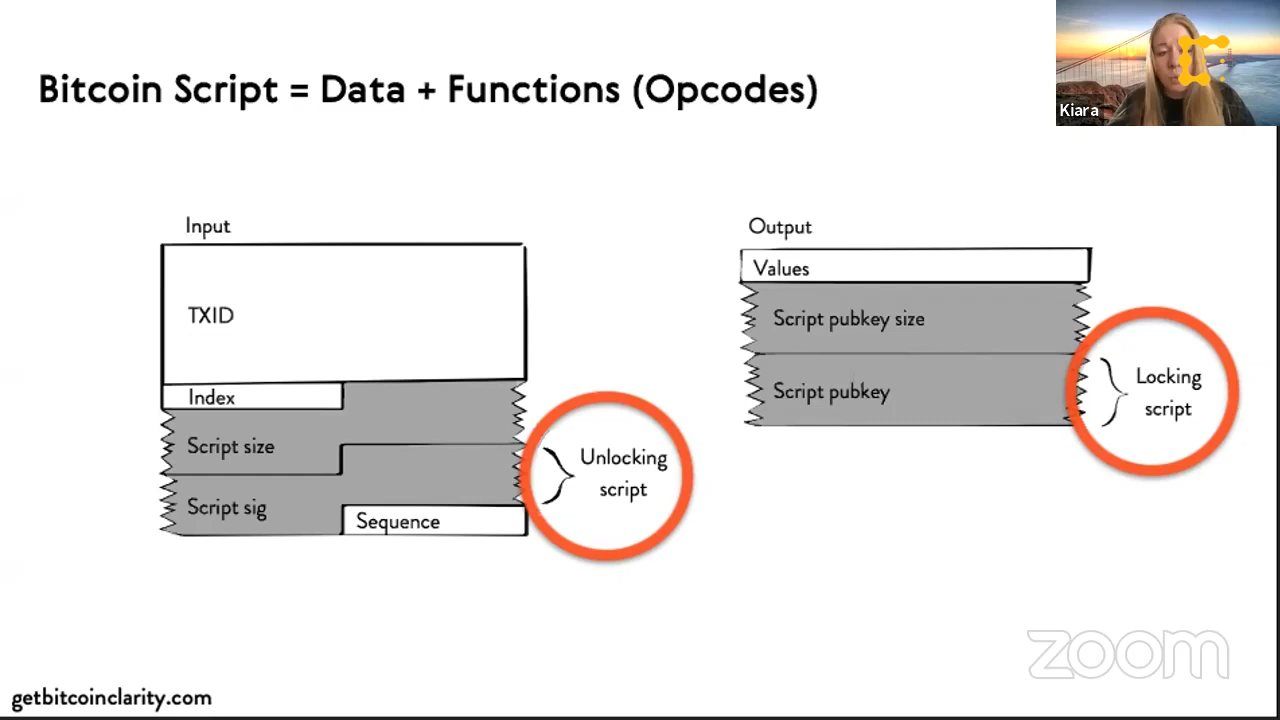 Bitcoin Script = Data + Functions (Opcodes)
Kiara
Input
TXID
Index
Script size
Script sig
Sequence
Unlocking
script
Output
Values
Script pubkey size
Script pubkey
Locking
script
zoom
getbitcoinclarity.com